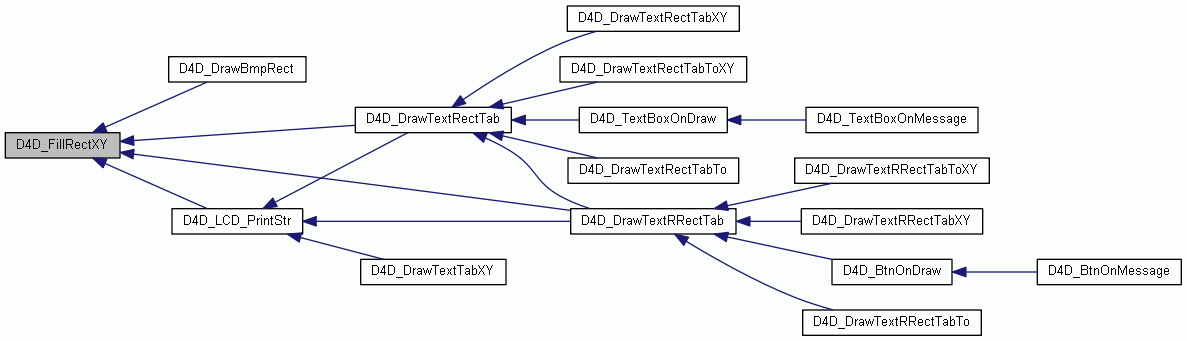 D4D_DrawTextRectTabXY
D4D_DrawBmpRect
D4D_DrawTextRectTabToXY
D4D_FillRectXY
D4D_DrawTextRectTab
D4D_TextBoxOnDraw
D4D_TextBoxOnMessage
D4D_DrawTextRectTabTo
D4D_DrawTextRRectTabToXY
D4D_LCD_PrintStr
D4D_DrawTextRRectTab
D4D_DrawTextRRectTabXY
D4D_DrawTextTabXY
D4D_BtnOnDraw
D4D_BtnOnMessage
D4D_DrawTextRRectTabTo